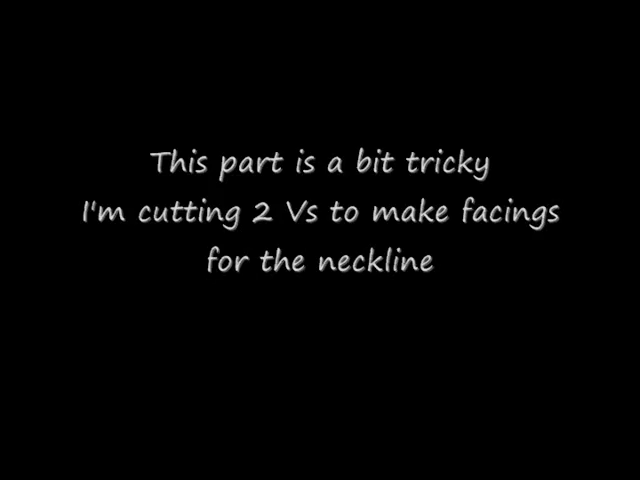 This part is a bit tricky
I'm cutting 2 Vs to make facings
for the neckline